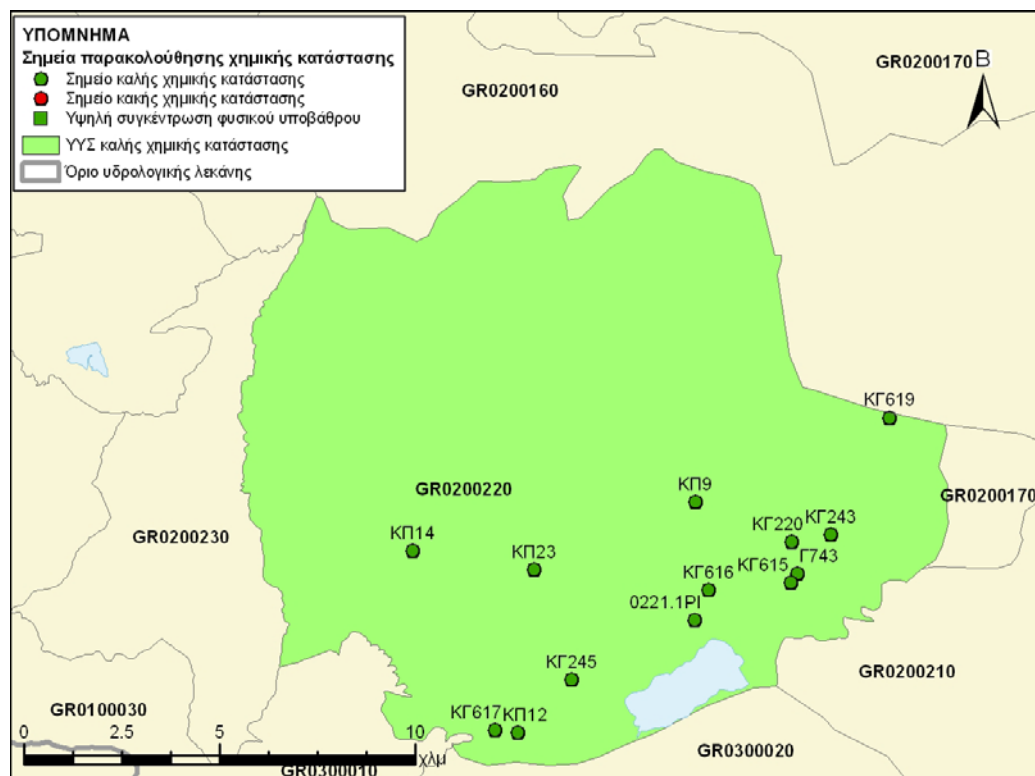 ΥΠΟΜΝΗΜΑ
Σημεία παρακολούθησης χημικής κατάστασης
Σημείο καλής χημικής κατάστασης
Σημείο κακής χημικής κατάστασης
Υψηλή συγκέντρωση φυσικού υποβάθρου
ΥΥΣ καλής χημικής κατάστασης
Όριο υδρολογικής λεκάνης
GR0200170
Β
GR0200160
ΚΓ619
ΚΠ9
GR0200220
GR0200170
ΚΓ220
ΚΓ243
ΚΠ14
GR0200230
ΚΠ23
ΚΓ615
Γ743
ΚΓ616
0221.1PI
GR0200210
ΚΓ245
GR0100030
ΚΓ617
ΚΠ12
0
2.5
5
10
χλμ
GR0300020
GR0300010